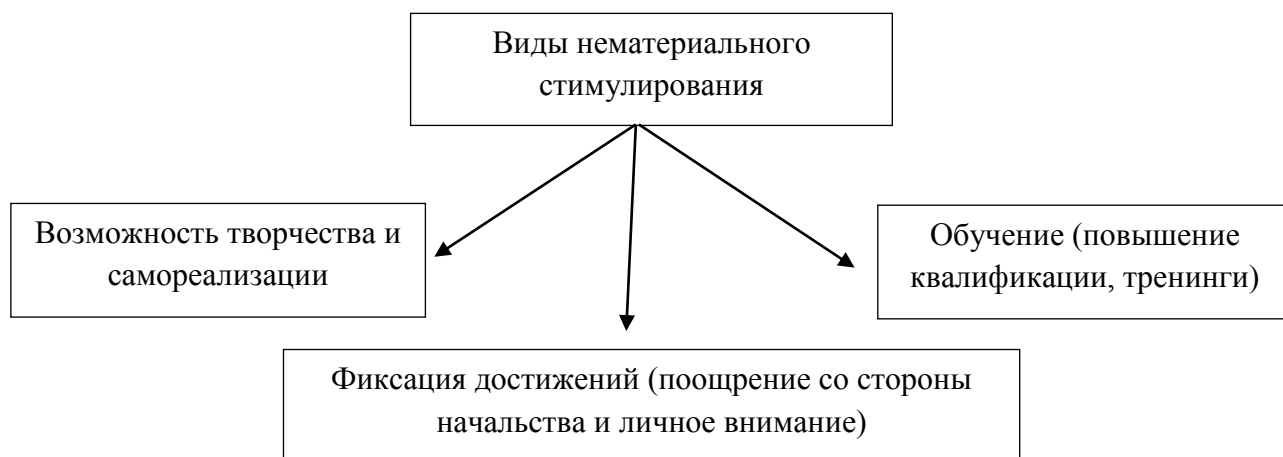 Виды нематериального
стимулирования
Возможность творчества и
самореализации
Обучение (повышение
квалификации, тренинги)
Фиксация достижений (поощрение со стороны
начальства и личное внимание)